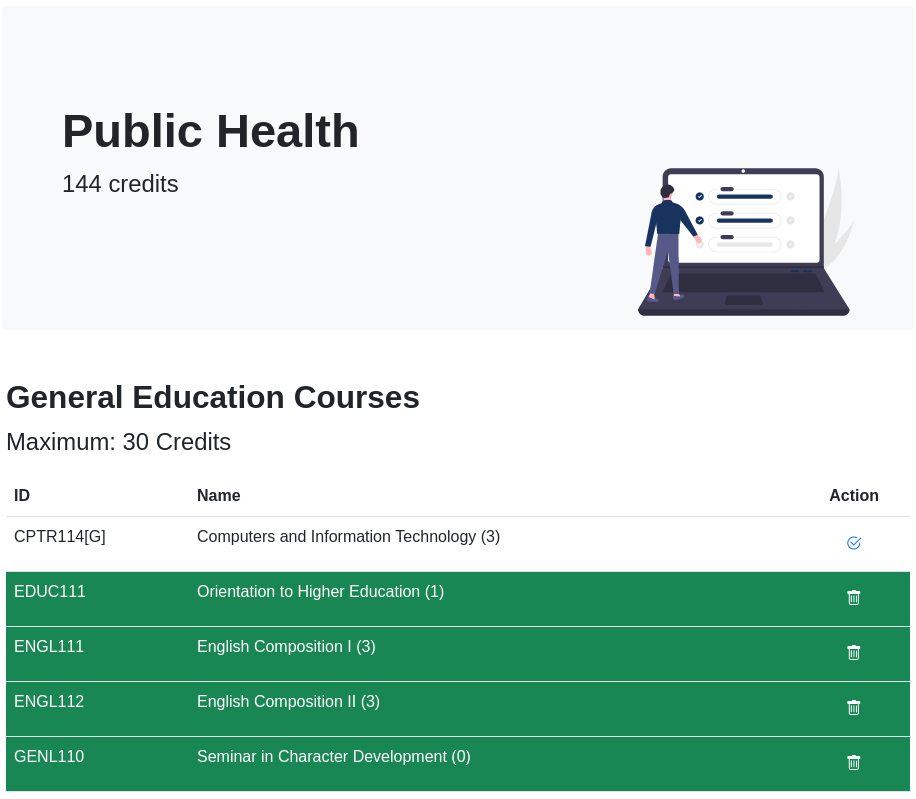 Public Health
144 credits
General Education Courses
Maximum: 30 Credits
ID Name Action
CPTR114[G] Computers and Information Technology (3)
EDUC111 Orientation to Higher Education (1)
ENGL111 English Composition I (3)
ENGL112 English Composition II (3)
GENL110 Seminar in Character Development (0)